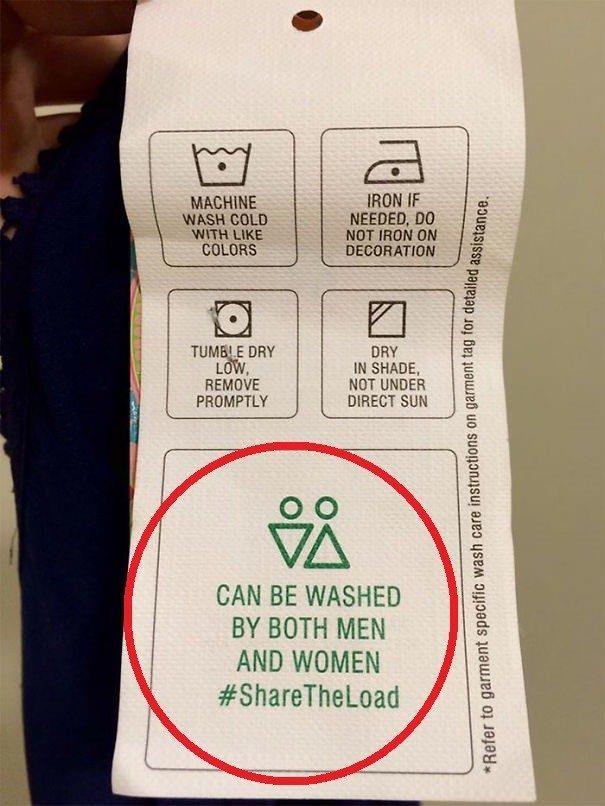 MACHINE
WASH COLD
WITH LIKE
COLORS
IRON IF
NEEDED, DO
NOT IRON ON
DECORATION
TUMBLE DRY
LOW,
REMOVE
PROMPTLY
DRY
IN SHADE,
NOT UNDER
DIRECT SUN
CAN BE WASHED
BY BOTH MEN
AND WOMEN
#ShareTheLoad
*Refer to garment specific wash care instructions on garment tag for detailed assistance.